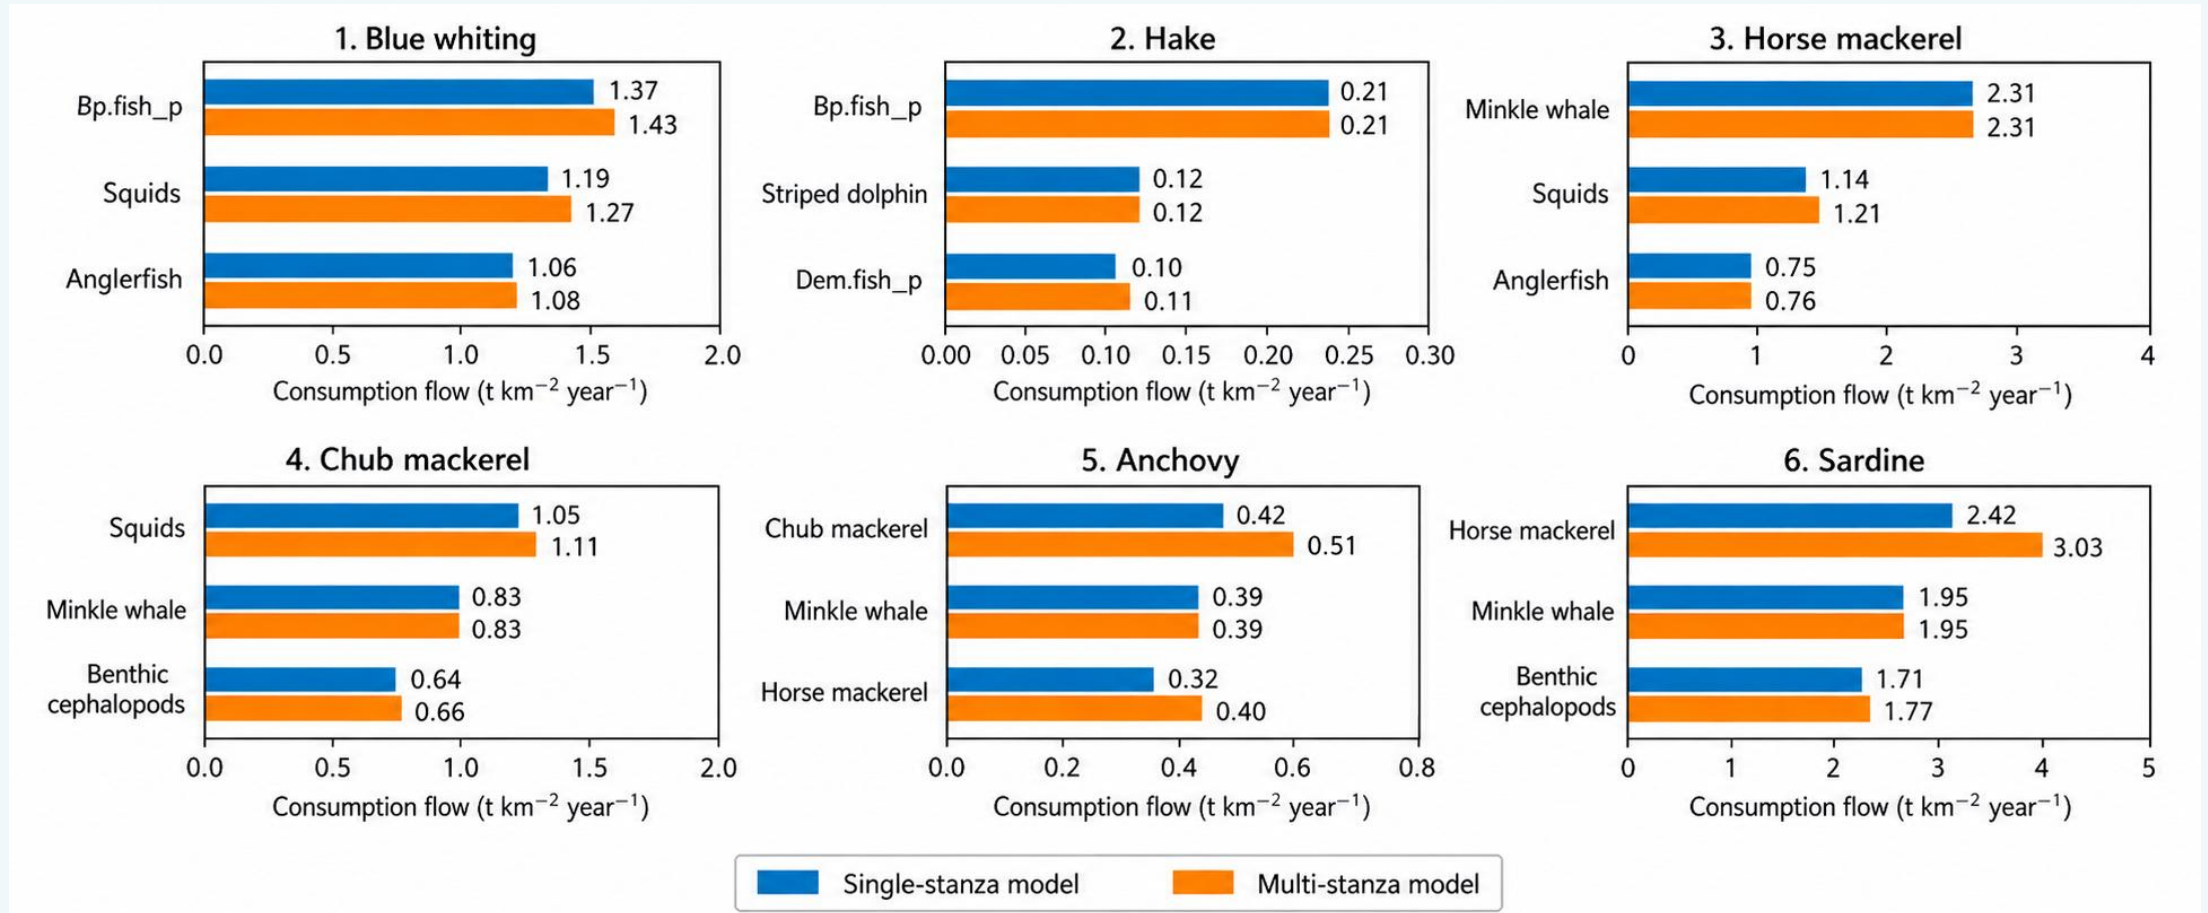 1. Blue whiting
Bp.fish_p
1.37
1.43
Squids
1.19
1.27
Anglerfish
1.06
1.08
0.0 0.5 1.0 1.5 2.0
Consumption flow (t km⁻² year⁻¹)
2. Hake
Bp.fish_p
0.21
0.21
Striped dolphin
0.12
0.12
Dem.fish_p
0.10
0.11
0.00 0.05 0.10 0.15 0.20 0.25 0.30
Consumption flow (t km⁻² year⁻¹)
3. Horse mackerel
Minkle whale
2.31
2.31
Squids
1.14
1.21
Anglerfish
0.75
0.76
0 1 2 3 4
Consumption flow (t km⁻² year⁻¹)
4. Chub mackerel
Squids
1.05
1.11
Minkle whale
0.83
0.83
Benthic
cephalopods
0.64
0.66
0.0 0.5 1.0 1.5 2.0
Consumption flow (t km⁻² year⁻¹)
5. Anchovy
Chub mackerel
0.42
0.51
Minkle whale
0.39
0.39
Horse mackerel
0.32
0.40
0.0 0.2 0.4 0.6 0.8
Consumption flow (t km⁻² year⁻¹)
6. Sardine
Horse mackerel
2.42
3.03
Minkle whale
1.95
1.95
Benthic
cephalopods
1.71
1.77
0 1 2 3 4 5
Consumption flow (t km⁻² year⁻¹)
Single-stanza model
Multi-stanza model